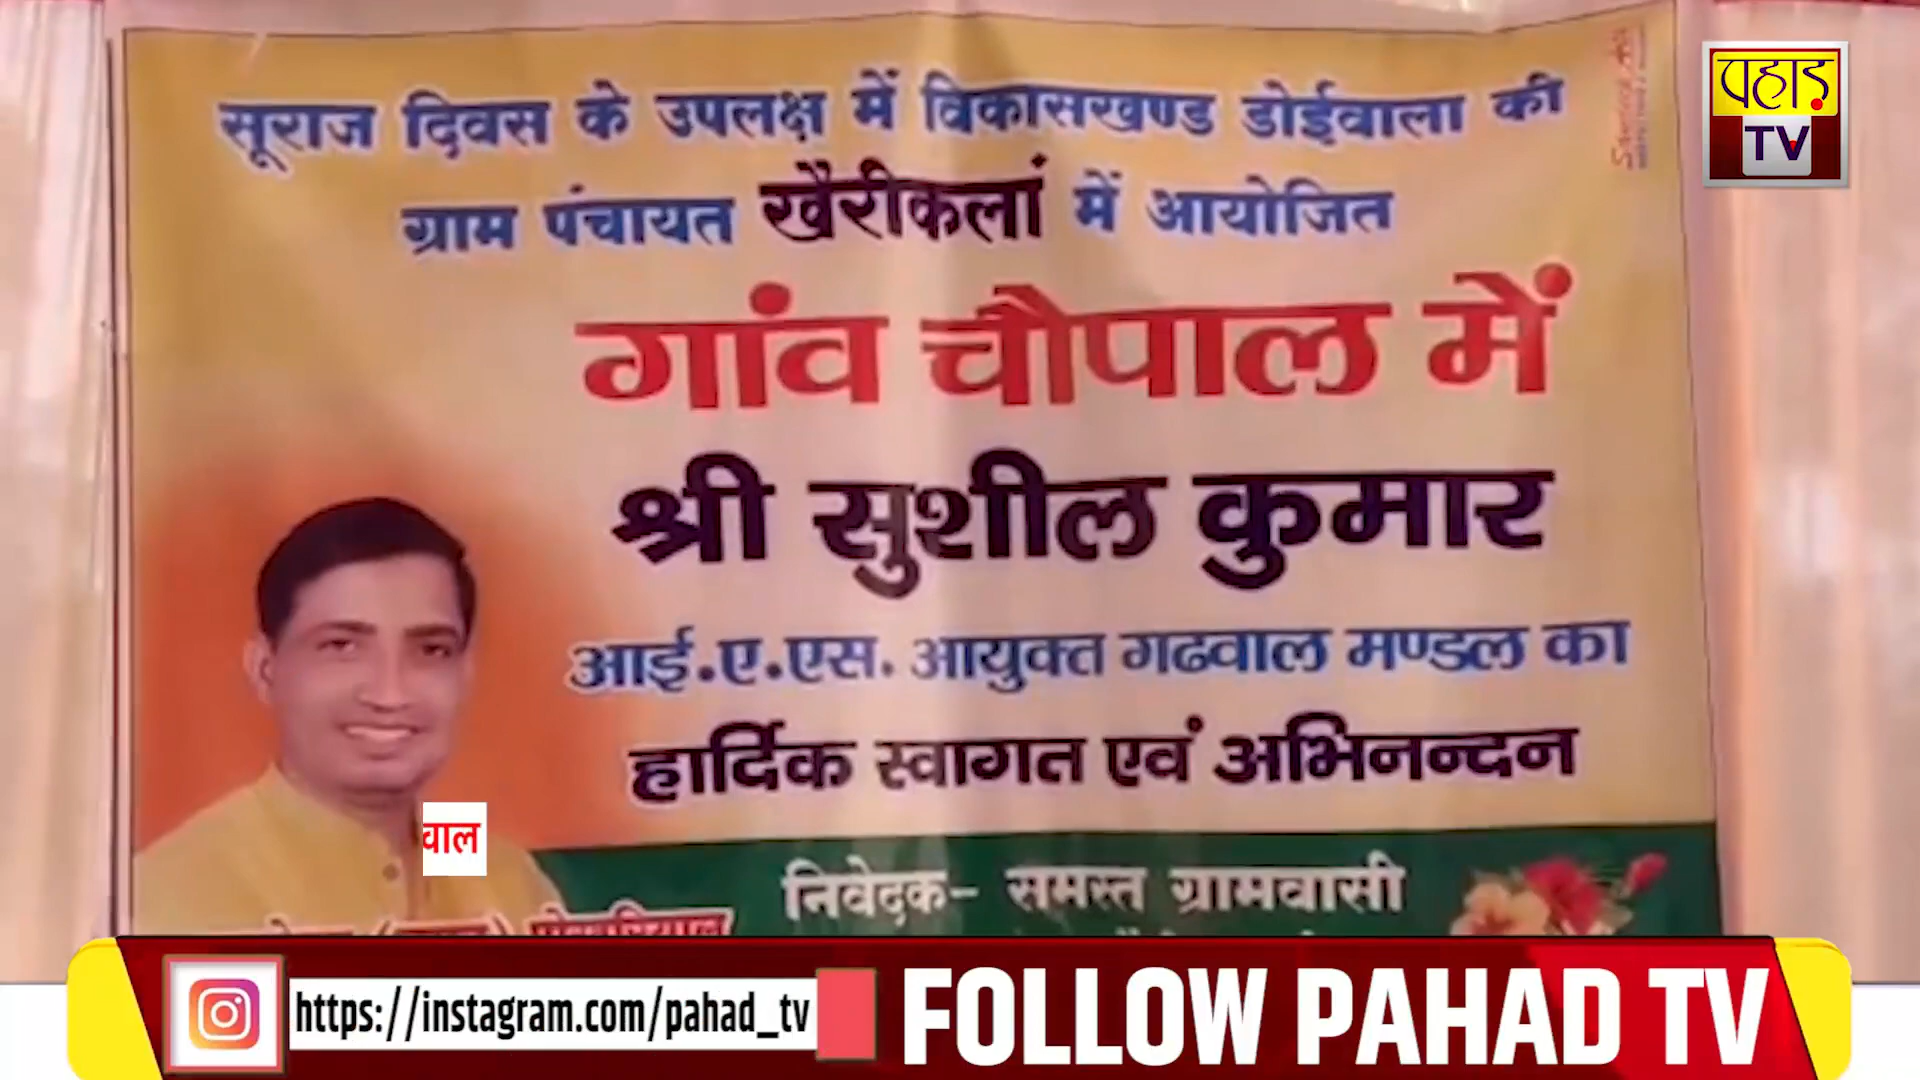 सूराज दिवस के उपलक्ष में विकासखण्ड डोईवाला की
ग्राम पंचायत खैरीकलां में आयोजित
गांव चौपाल में
श्री सुशील कुमार
आई.ए.एस. आयुक्त गढवाल मण्डल का
हार्दिक स्वागत एवं अभिनन्दन
निवेदक- समस्त ग्रामवासी
वाल
पहाड़
TV
https://instagram.com/pahad_tv
FOLLOW PAHAD TV